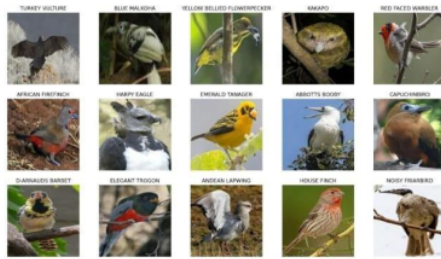 TURKEY VULTURE
BLUE MALKOHA
YELLOW BELLIED FLOWERPECKER
KAKAPO
RED FACED WARBLER
AFRICAN FIREFINCH
HARPY EAGLE
EMERALD TANAGER
ABBOTTS BOOBY
CAPUCHINBIRD
D-ARNAUDS BARBET
ELEGANT TROGON
ANDEAN LAPWING
HOUSE FINCH
NOISY FRIARBIRD